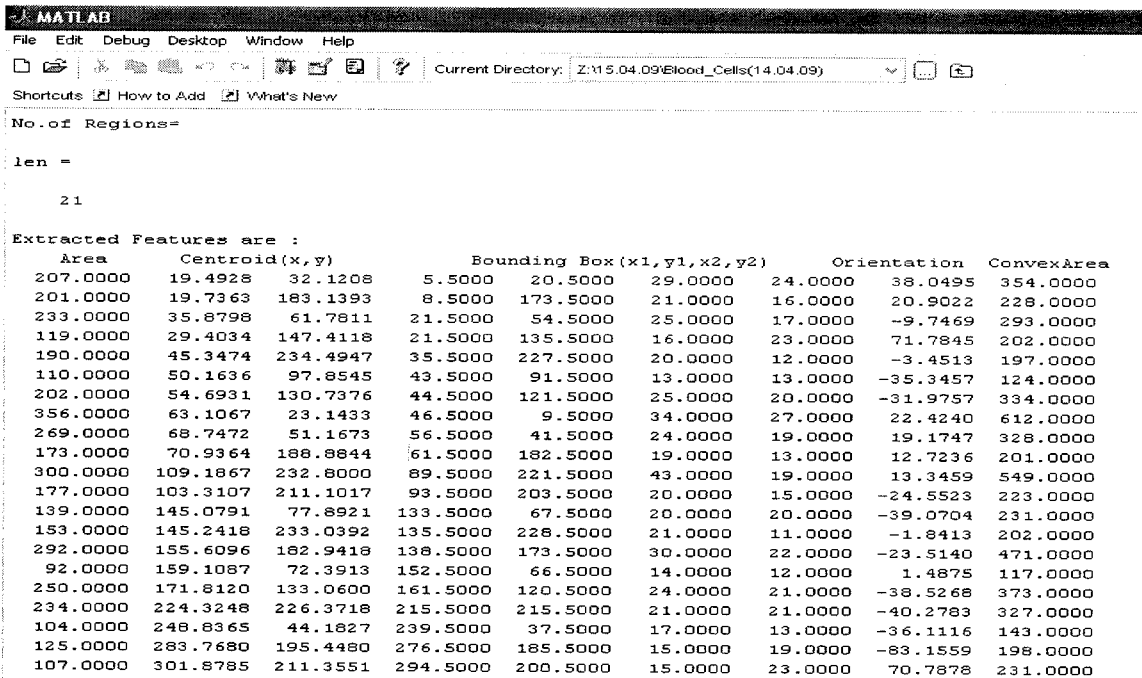 MATLAB
File Edit Debug Desktop Window Help
Current Directory: Z:\15.04.09\Blood_Cells(14.04.09)
Shortcuts How to Add What's New
No.of Regions=
len =
21
Extracted Features are :
Area Centroid(x,y) Bounding Box(x1,y1,x2,y2) Orientation ConvexArea
207.0000 19.4928 32.1208 5.5000 20.5000 29.0000 24.0000 38.0495 354.0000
201.0000 19.7363 183.1393 8.5000 173.5000 21.0000 16.0000 20.9022 228.0000
233.0000 35.8798 61.7811 21.5000 54.5000 25.0000 17.0000 -9.7469 293.0000
119.0000 29.4034 147.4118 21.5000 135.5000 16.0000 23.0000 71.7845 202.0000
190.0000 45.3474 234.4947 35.5000 227.5000 20.0000 12.0000 -3.4513 197.0000
110.0000 50.1636 97.8545 43.5000 91.5000 13.0000 13.0000 -35.3457 124.0000
202.0000 54.6931 130.7376 44.5000 121.5000 25.0000 20.0000 -31.9757 334.0000
356.0000 63.1067 23.1433 46.5000 9.5000 34.0000 27.0000 22.4240 612.0000
269.0000 68.7472 51.1673 56.5000 41.5000 24.0000 19.0000 19.1747 328.0000
173.0000 70.9364 188.8844 61.5000 182.5000 19.0000 13.0000 12.7236 201.0000
300.0000 109.1867 232.8000 89.5000 221.5000 43.0000 19.0000 13.3459 549.0000
177.0000 103.3107 211.1017 93.5000 203.5000 20.0000 15.0000 -24.5523 223.0000
139.0000 145.0791 77.8921 133.5000 67.5000 20.0000 20.0000 -39.0704 231.0000
153.0000 145.2418 233.0392 135.5000 228.5000 21.0000 11.0000 -1.8413 202.0000
292.0000 155.6096 182.9418 138.5000 173.5000 30.0000 22.0000 -23.5140 471.0000
92.0000 159.1087 72.3913 152.5000 66.5000 14.0000 12.0000 1.4875 117.0000
250.0000 171.8120 133.0600 161.5000 120.5000 24.0000 21.0000 -38.5268 373.0000
234.0000 224.3248 226.3718 215.5000 215.5000 21.0000 21.0000 -40.2783 327.0000
104.0000 248.8365 44.1827 239.5000 37.5000 17.0000 13.0000 -36.1116 143.0000
125.0000 283.7680 195.4480 276.5000 185.5000 15.0000 19.0000 -83.1559 198.0000
107.0000 301.8785 211.3551 294.5000 200.5000 15.0000 23.0000 70.7878 231.0000